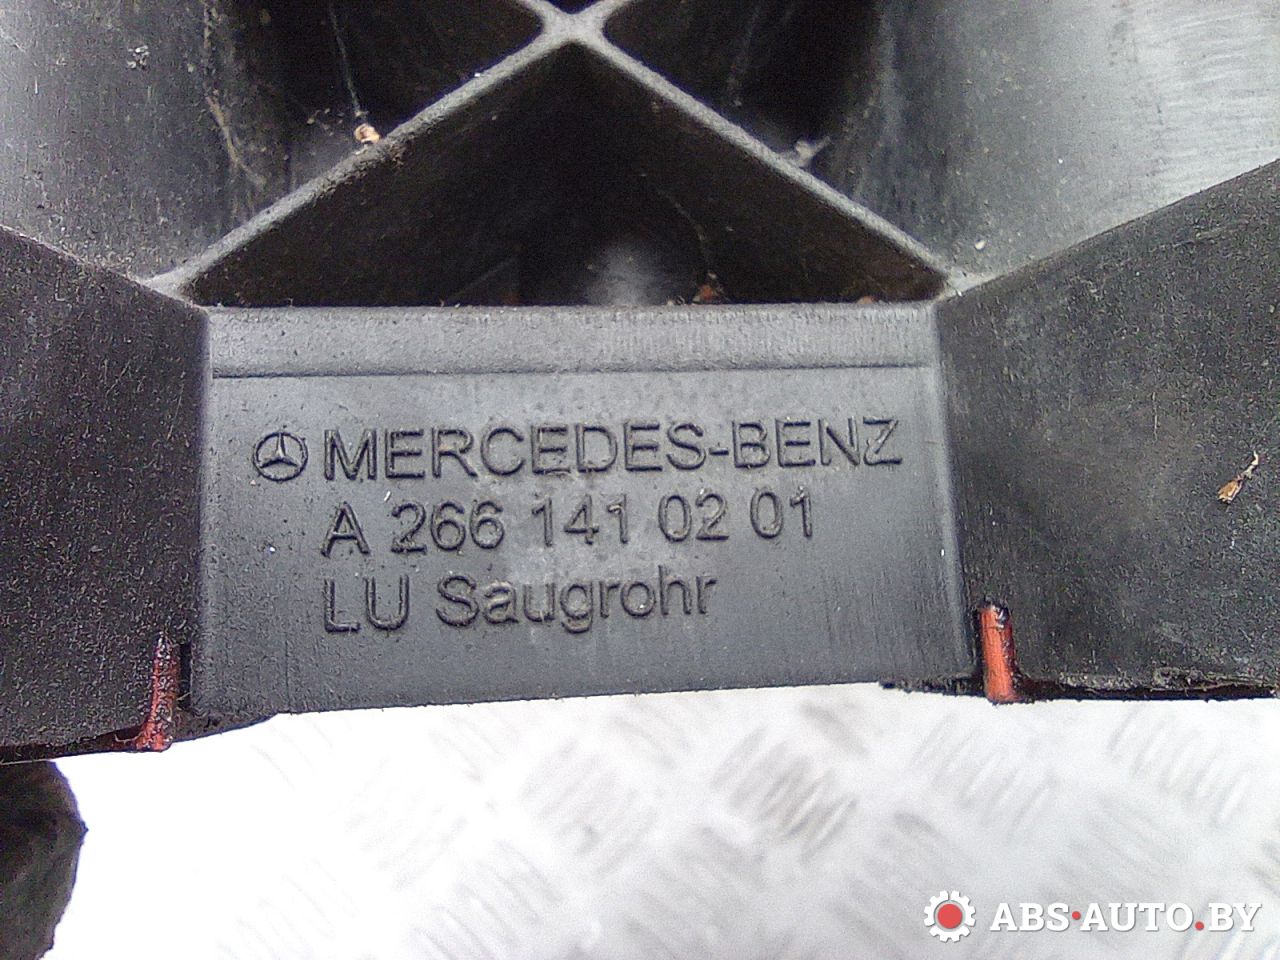 MERCEDES-BENZ
A 266 141 02 01
LU Saugrohr
ABS·AUTO.BY